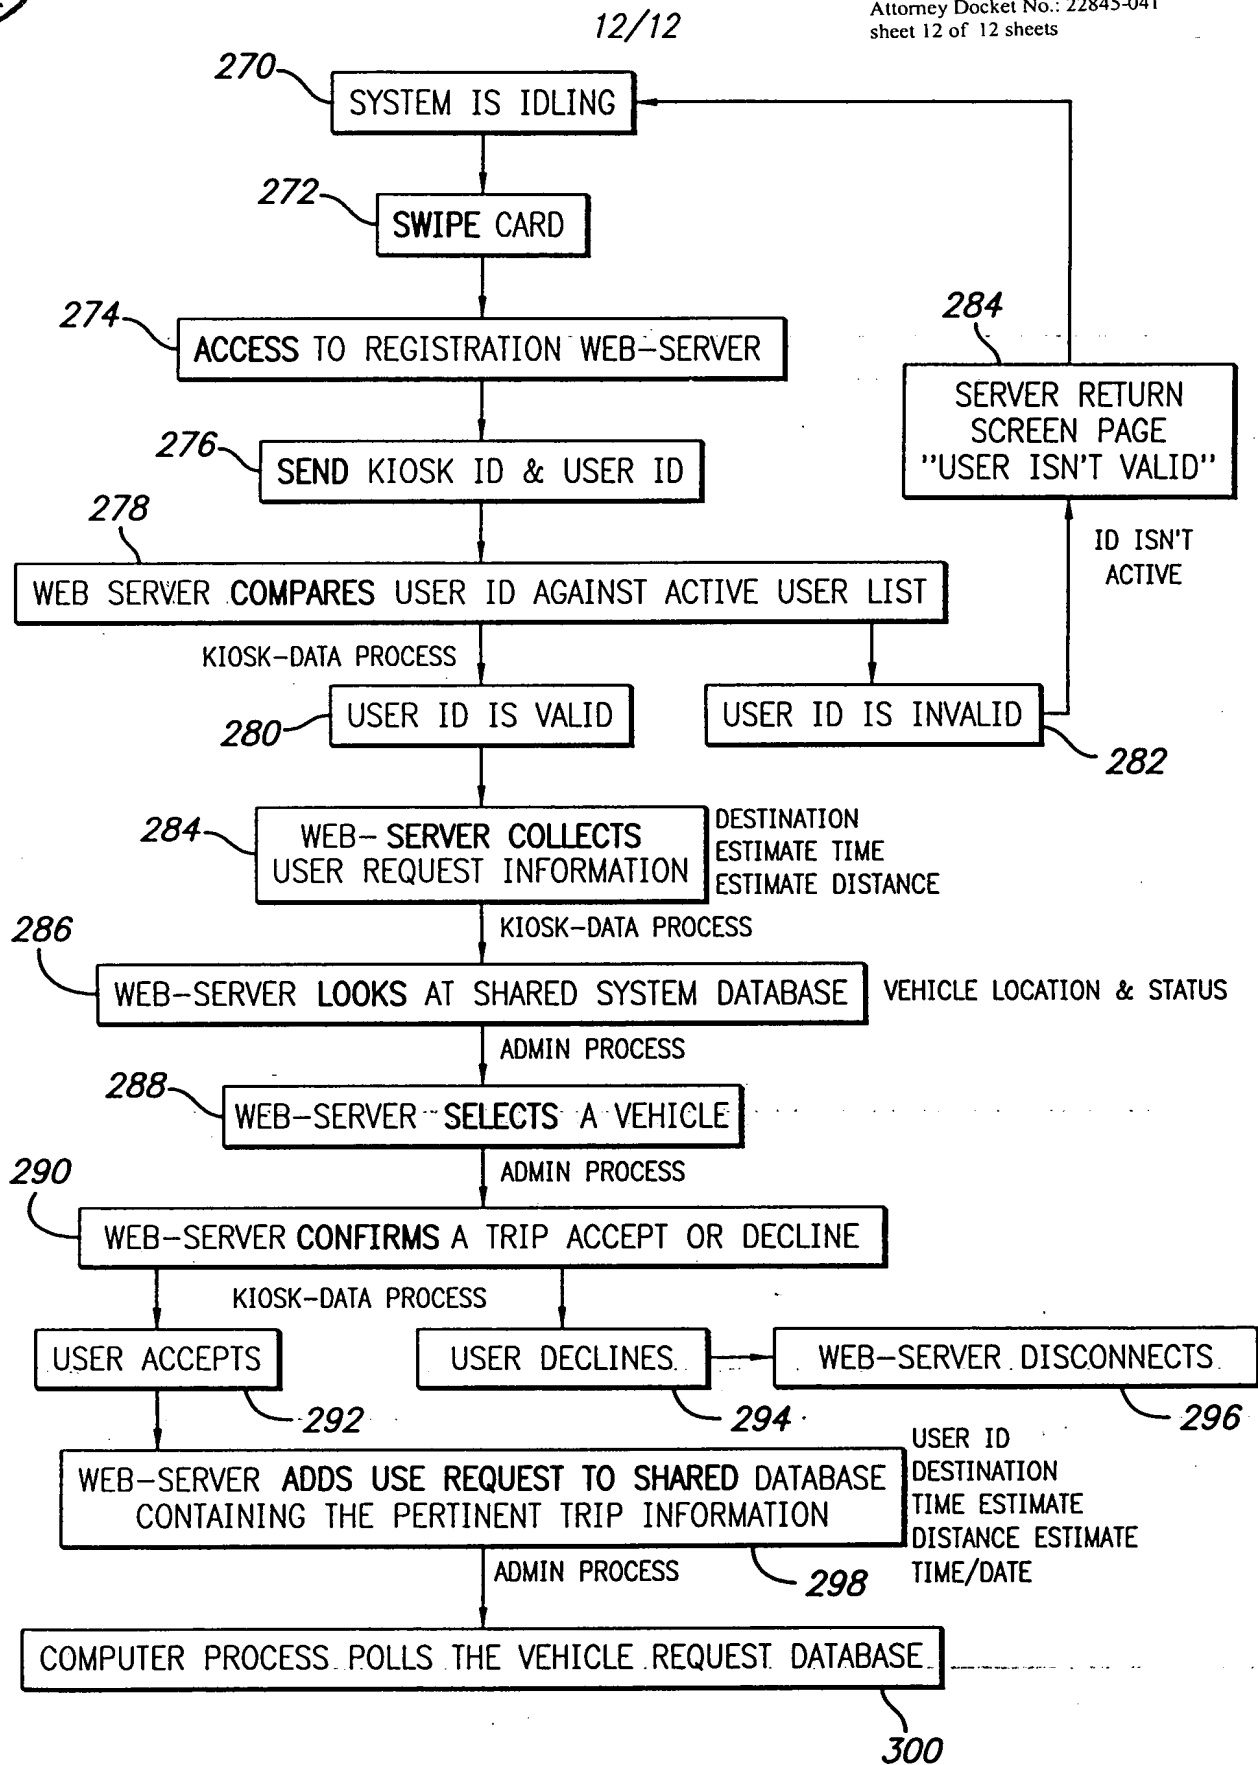 12/12
Attorney Docket No.: 22845-041
sheet 12 of 12 sheets
270
SYSTEM IS IDLING
272
SWIPE CARD
274
ACCESS TO REGISTRATION WEB-SERVER
284
SERVER RETURN
SCREEN PAGE
"USER ISN'T VALID"
276
SEND KIOSK ID & USER ID
278
ID ISN'T
ACTIVE
WEB SERVER COMPARES USER ID AGAINST ACTIVE USER LIST
KIOSK-DATA PROCESS
USER ID IS VALID
280
USER ID IS INVALID
282
284
WEB-SERVER COLLECTS
USER REQUEST INFORMATION
DESTINATION
ESTIMATE TIME
ESTIMATE DISTANCE
KIOSK-DATA PROCESS
286
WEB-SERVER LOOKS AT SHARED SYSTEM DATABASE
VEHICLE LOCATION & STATUS
ADMIN PROCESS
288
WEB-SERVER SELECTS A VEHICLE
ADMIN PROCESS
290
WEB-SERVER CONFIRMS A TRIP ACCEPT OR DECLINE
KIOSK-DATA PROCESS
USER ACCEPTS
292
USER DECLINES
294
WEB-SERVER DISCONNECTS
296
WEB-SERVER ADDS USE REQUEST TO SHARED DATABASE
CONTAINING THE PERTINENT TRIP INFORMATION
298
USER ID
DESTINATION
TIME ESTIMATE
DISTANCE ESTIMATE
TIME/DATE
ADMIN PROCESS
COMPUTER PROCESS POLLS THE VEHICLE REQUEST DATABASE
300